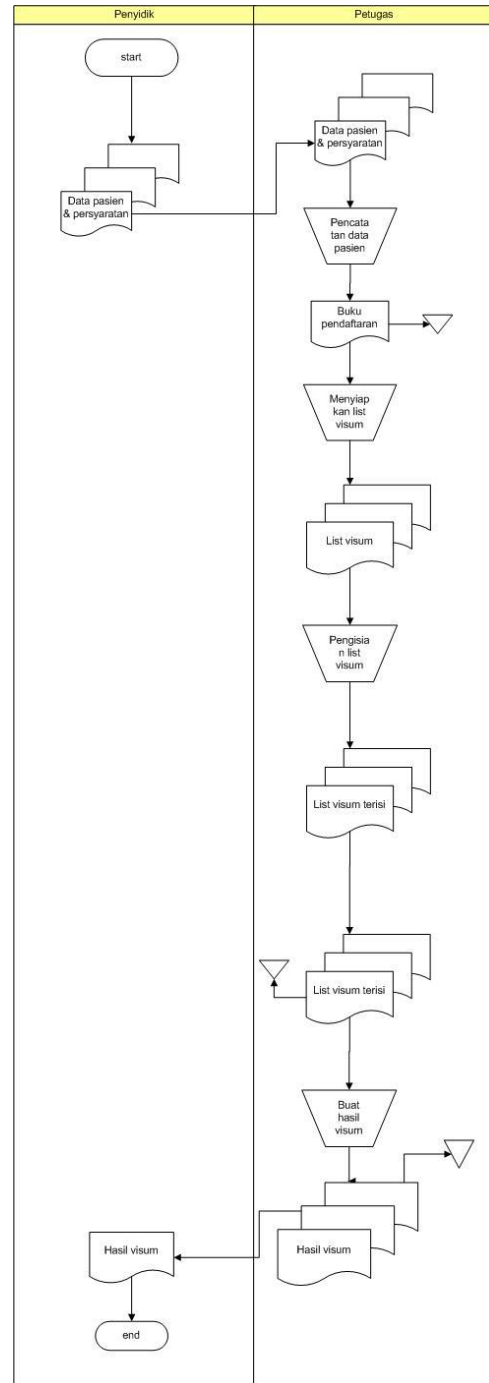 Penyidik
Petugas
start
Data pasien
& persyaratan
Data pasien
& persyaratan
Pencata
tan data
pasien
Buku
pendaftaran
Menyiap
kan list
visum
List visum
Pengisia
n list
visum
List visum terisi
List visum terisi
Buat
hasil
visum
Hasil visum
Hasil visum
end